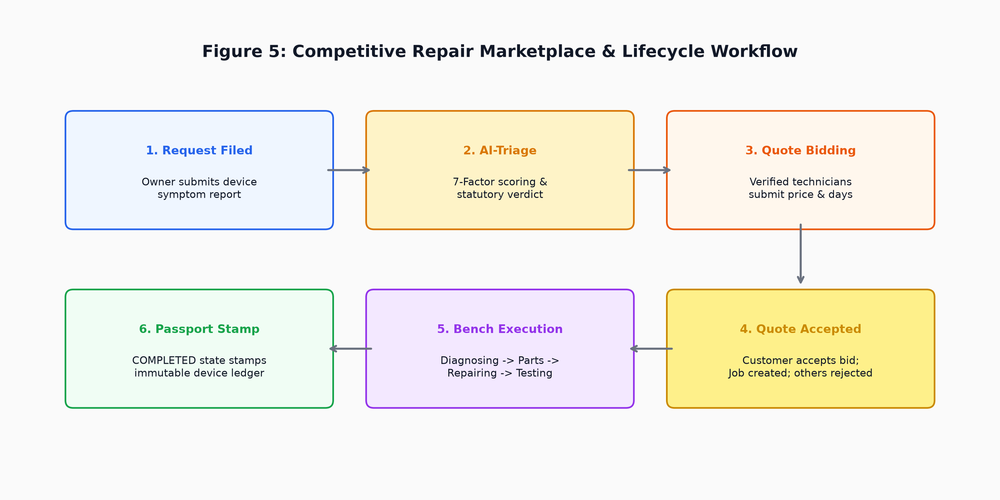 Figure 5: Competitive Repair Marketplace & Lifecycle Workflow
1. Request Filed
Owner submits device
symptom report
2. AI-Triage
7-Factor scoring &
statutory verdict
3. Quote Bidding
Verified technicians
submit price & days
4. Quote Accepted
Customer accepts bid;
Job created; others rejected
5. Bench Execution
Diagnosing -> Parts ->
Repairing -> Testing
6. Passport Stamp
COMPLETED state stamps
immutable device ledger